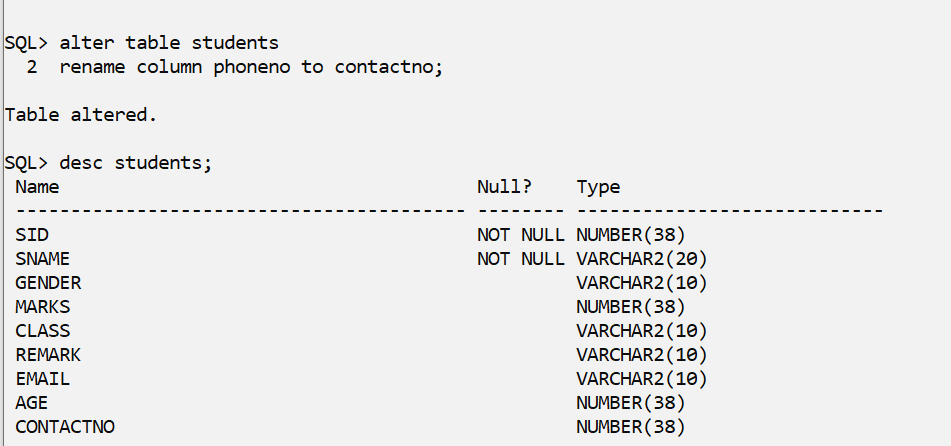 SQL> alter table students
  2  rename column phoneno to contactno;
Table altered.
SQL> desc students;
 Name                                      Null?    Type
 ----------------------------------------- -------- ----------------------------
 SID                                       NOT NULL NUMBER(38)
 SNAME                                     NOT NULL VARCHAR2(20)
 GENDER                                             VARCHAR2(10)
 MARKS                                              NUMBER(38)
 CLASS                                              VARCHAR2(10)
 REMARK                                             VARCHAR2(10)
 EMAIL                                              VARCHAR2(10)
 AGE                                                NUMBER(38)
 CONTACTNO                                          NUMBER(38)